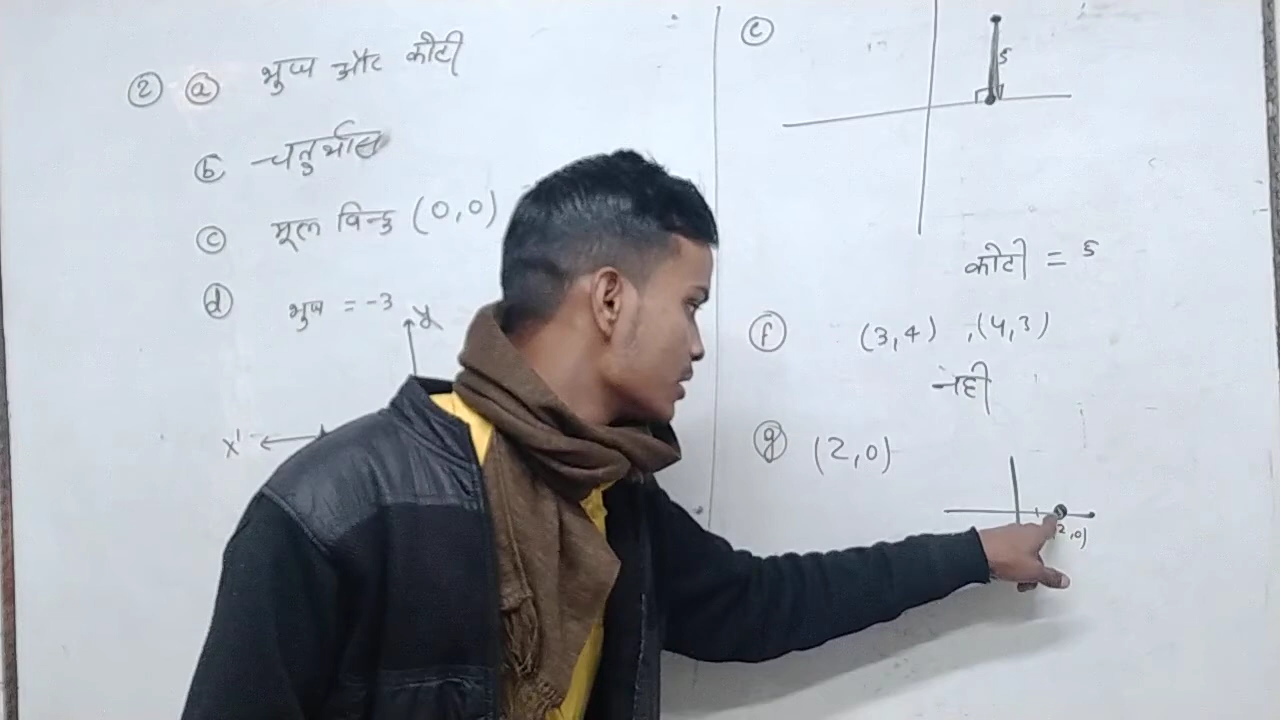 ② ⓐ भुज और कोटी
ⓑ चतुर्थांस
ⓒ मूल विन्दु (0,0)
ⓓ भुज = -3
y
x'
ⓔ
5
कोटी = 5
ⓕ (3,4) ,(4,3)
नही
ⓖ (2,0)
(2,0)